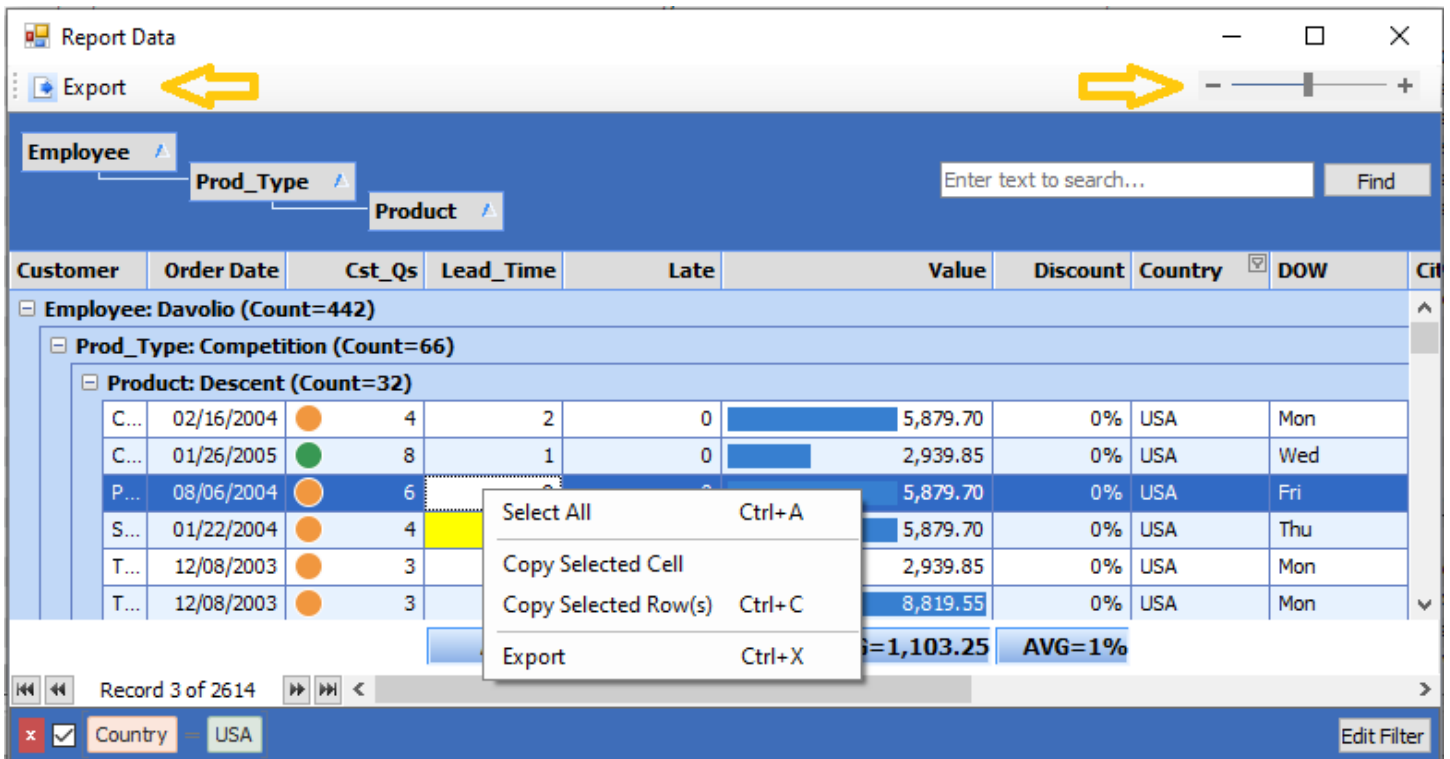 Report Data
Export
Employee
Prod_Type
Product
Enter text to search...
Find
Customer Order Date Cst_Qs Lead_Time Late Value Discount Country DOW
Employee: Davolio (Count=442)
Prod_Type: Competition (Count=66)
Product: Descent (Count=32)
C... 02/16/2004 4 2 0 5,879.70 0% USA Mon
C... 01/26/2005 8 1 0 2,939.85 0% USA Wed
P... 08/06/2004 6 5,879.70 0% USA Fri
S... 01/22/2004 4 5,879.70 0% USA Thu
T... 12/08/2003 3 2,939.85 0% USA Mon
T... 12/08/2003 3 8,819.55 0% USA Mon
Select All Ctrl+A
Copy Selected Cell
Copy Selected Row(s) Ctrl+C
Export Ctrl+X
=1,103.25 AVG=1%
Record 3 of 2614
x Country = USA Edit Filter